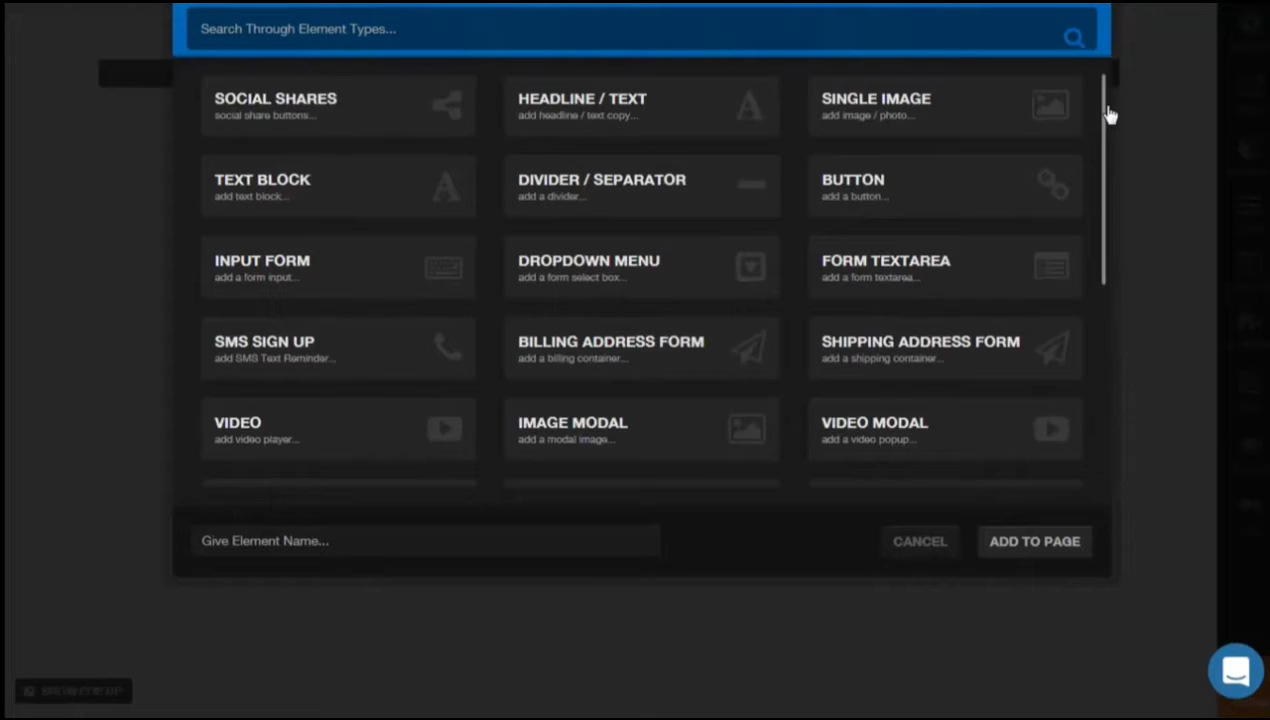 Search Through Element Types...
SOCIAL SHARES
social share buttons...
HEADLINE / TEXT
add headline / text copy...
SINGLE IMAGE
add image / photo...
TEXT BLOCK
add text block...
DIVIDER / SEPARATOR
add a divider...
BUTTON
add a button...
INPUT FORM
add a form input...
DROPDOWN MENU
add a form select box...
FORM TEXTAREA
add a form textarea...
SMS SIGN UP
add SMS Text Reminder...
BILLING ADDRESS FORM
add a billing container...
SHIPPING ADDRESS FORM
add a shipping container...
VIDEO
add video player...
IMAGE MODAL
add a modal image...
VIDEO MODAL
add a video popup...
Give Element Name...
CANCEL
ADD TO PAGE
SHOW POP UP